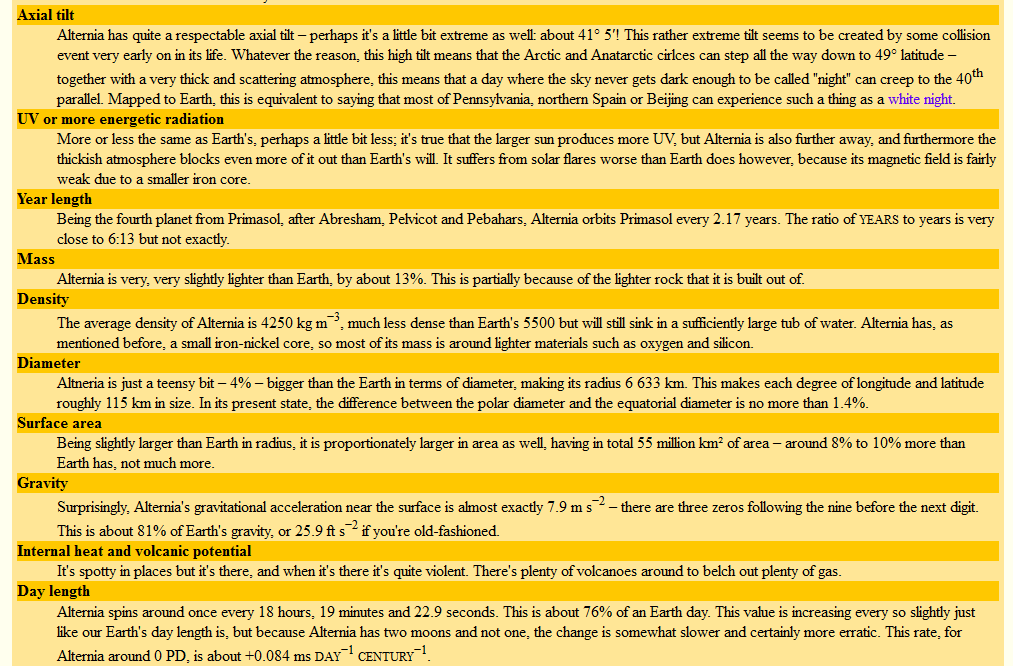 Axial tilt
Alternia has quite a respectable axial tilt – perhaps it's a little bit extreme as well: about 41° 5'! This rather extreme tilt seems to be created by some collision
event very early on in its life. Whatever the reason, this high tilt means that the Arctic and Anatarctic cirlces can step all the way down to 49° latitude –
together with a very thick and scattering atmosphere, this means that a day where the sky never gets dark enough to be called "night" can creep to the 40th
parallel. Mapped to Earth, this is equivalent to saying that most of Pennsylvania, northern Spain or Beijing can experience such a thing as a white night.
UV or more energetic radiation
More or less the same as Earth's, perhaps a little bit less; it's true that the larger sun produces more UV, but Alternia is also further away, and furthermore the
thickish atmosphere blocks even more of it out than Earth's will. It suffers from solar flares worse than Earth does however, because its magnetic field is fairly
weak due to a smaller iron core.
Year length
Being the fourth planet from Primasol, after Abresham, Pelvicot and Pebahars, Alternia orbits Primasol every 2.17 years. The ratio of YEARS to years is very
close to 6:13 but not exactly.
Mass
Alternia is very, very slightly lighter than Earth, by about 13%. This is partially because of the lighter rock that it is built out of.
Density
The average density of Alternia is 4250 kg m⁻³, much less dense than Earth's 5500 but will still sink in a sufficiently large tub of water. Alternia has, as
mentioned before, a small iron-nickel core, so most of its mass is around lighter materials such as oxygen and silicon.
Diameter
Altneria is just a teensy bit – 4% – bigger than the Earth in terms of diameter, making its radius 6 633 km. This makes each degree of longitude and latitude
roughly 115 km in size. In its present state, the difference between the polar diameter and the equatorial diameter is no more than 1.4%.
Surface area
Being slightly larger than Earth in radius, it is proportionately larger in area as well, having in total 55 million km² of area – around 8% to 10% more than
Earth has, not much more.
Gravity
Surprisingly, Alternia's gravitational acceleration near the surface is almost exactly 7.9 m s⁻² – there are three zeros following the nine before the next digit.
This is about 81% of Earth's gravity, or 25.9 ft s⁻² if you're old-fashioned.
Internal heat and volcanic potential
It's spotty in places but it's there, and when it's there it's quite violent. There's plenty of volcanoes around to belch out plenty of gas.
Day length
Alternia spins around once every 18 hours, 19 minutes and 22.9 seconds. This is about 76% of an Earth day. This value is increasing every so slightly just
like our Earth's day length is, but because Alternia has two moons and not one, the change is somewhat slower and certainly more erratic. This rate, for
Alternia around 0 PD, is about +0.084 ms DAY⁻¹ CENTURY⁻¹.